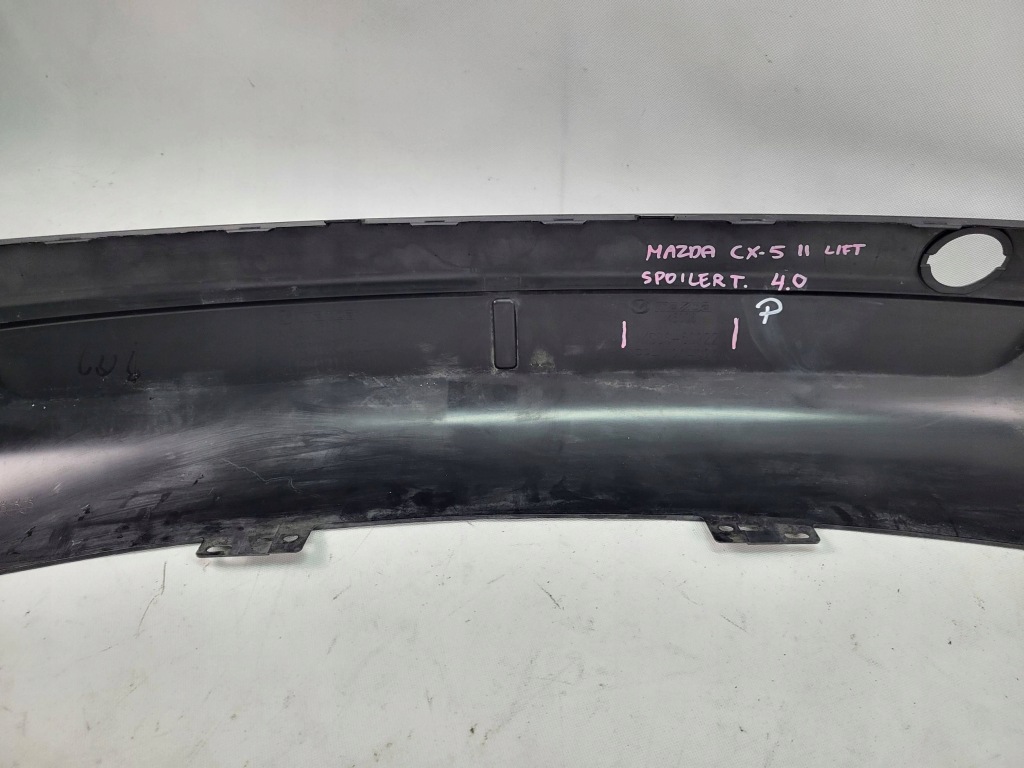 MAZDA CX-5 II LIFT
SPOILER T. 4.0
P